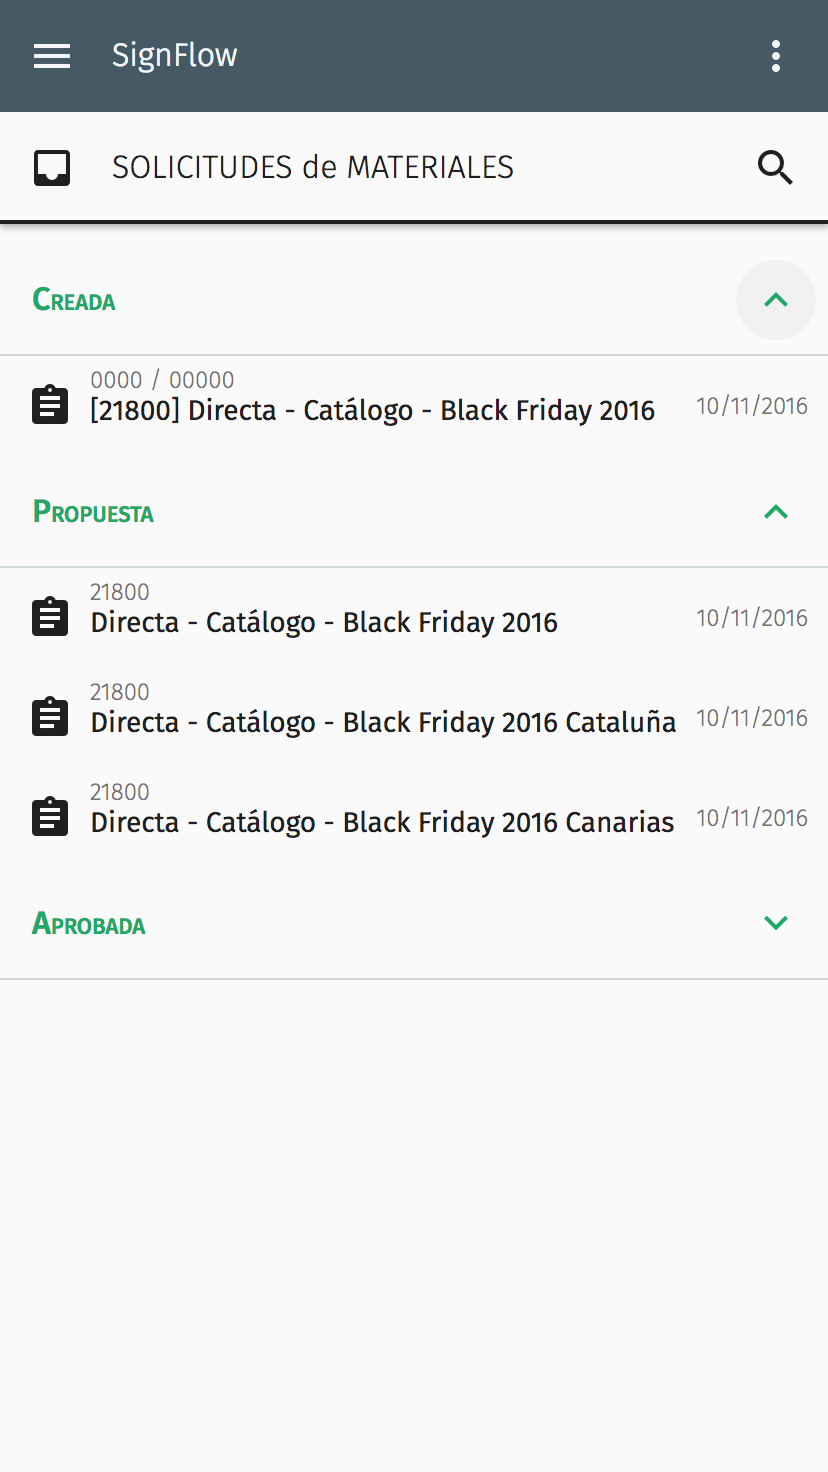 SignFlow
SOLICITUDES de MATERIALES
Creada
0000 / 00000
[21800] Directa - Catálogo - Black Friday 2016
10/11/2016
Propuesta
21800
Directa - Catálogo - Black Friday 2016
10/11/2016
21800
Directa - Catálogo - Black Friday 2016 Cataluña
10/11/2016
21800
Directa - Catálogo - Black Friday 2016 Canarias
10/11/2016
Aprobada